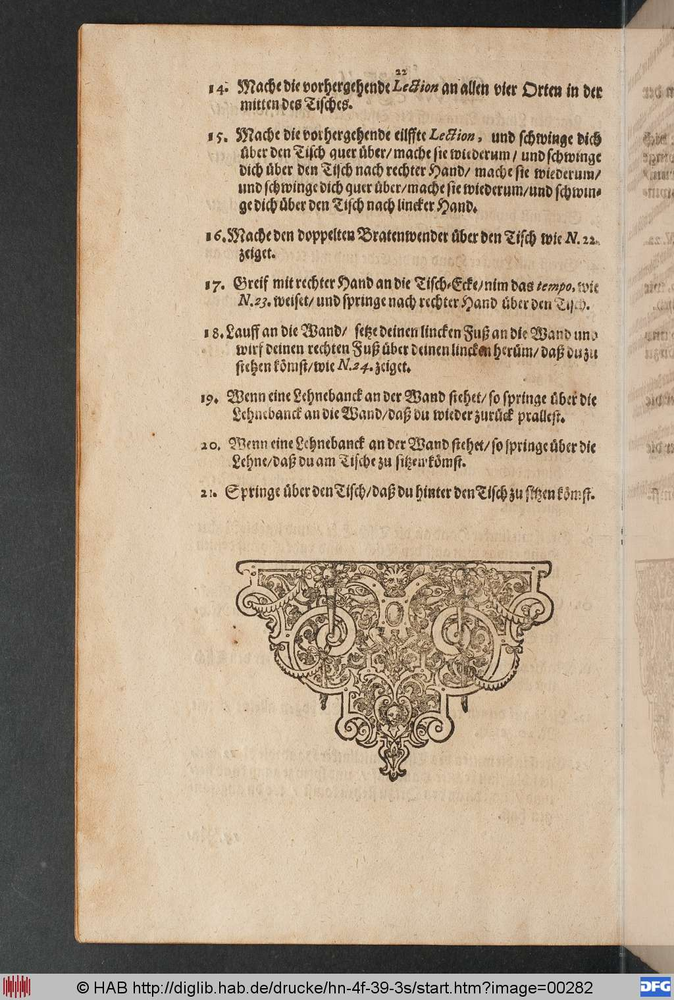 22
14. Mache die vorhergehende Lection an allen vier Orten in der
mitten des Tisches.
15. Mache die vorhergehende eilffte Lection, und schwinge dich
über den Tisch quer über/ mache sie wiederum/ und schwinge
dich über den Tisch nach rechter Hand/ mache sie wiederum/
und schwinge dich quer über/ mache sie wiederum/ und schwin-
ge dich über den Tisch nach lincker Hand.
16. Mache den doppelten Bratenwender über den Tisch wie N. 22.
zeiget.
17. Greif mit rechter Hand an die Tisch-Ecke/ nim das tempo, wie
N. 23. weiset/ und springe nach rechter Hand über den Tisch.
18. Lauff an die Wand/ setze deinen lincken Fuß an die Wand und
wirf deinen rechten Fuß über deinen lincken herüm/ daß du zu
stehen kömst/ wie N. 24. zeiget.
19. Wenn eine Lehnebanck an der Wand stehet/ so springe über die
Lehnebanck an die Wand/ daß du wieder zurück prallest.
20. Wenn eine Lehnebanck an der Wand stehet/ so springe über die
Lehne/ daß du am Tische zu sitzen kömst.
21. Springe über den Tisch/ daß du hinter den Tisch zu sitzen kömst.
© HAB http://diglib.hab.de/drucke/hn-4f-39-3s/start.htm?image=00282
DFG